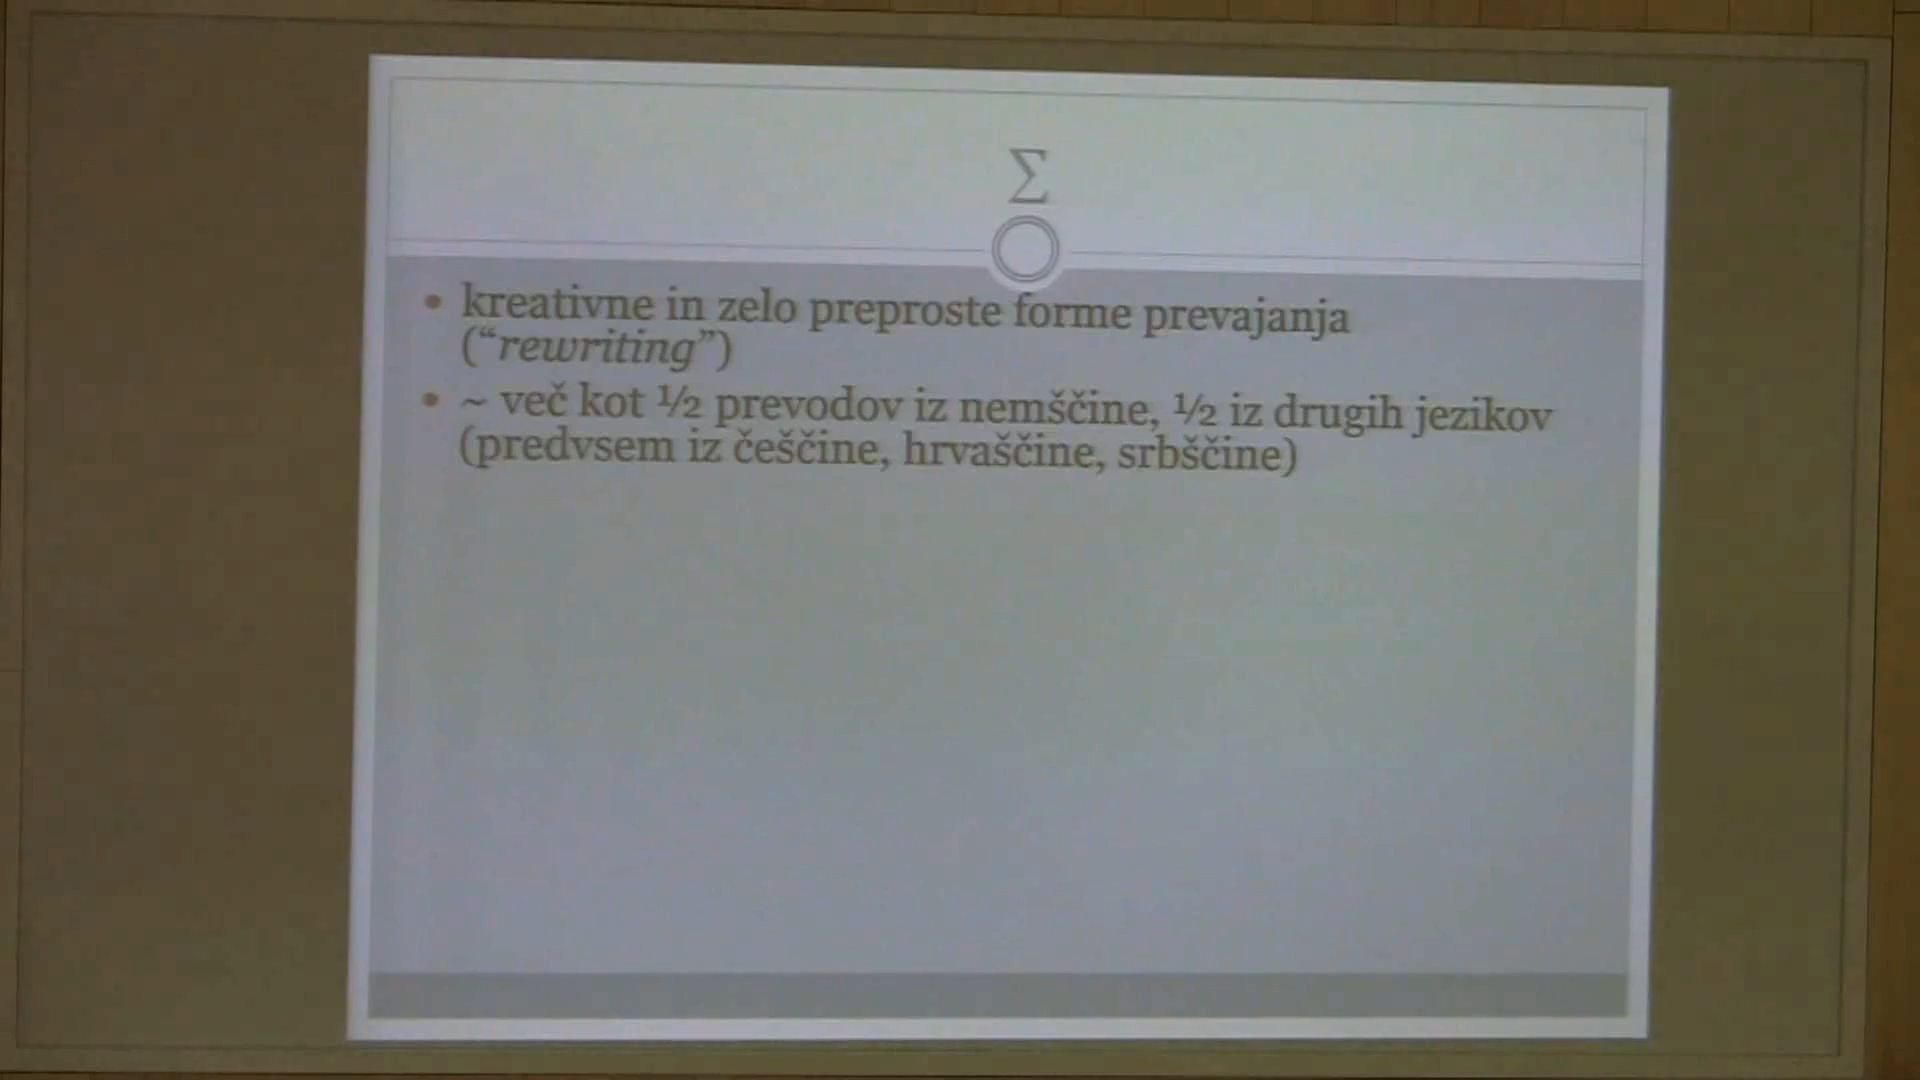 Σ
• kreativne in zelo preproste forme prevajanja
(“rewriting”)
• ~ več kot ½ prevodov iz nemščine, ½ iz drugih jezikov
(predvsem iz češčine, hrvaščine, srbščine)